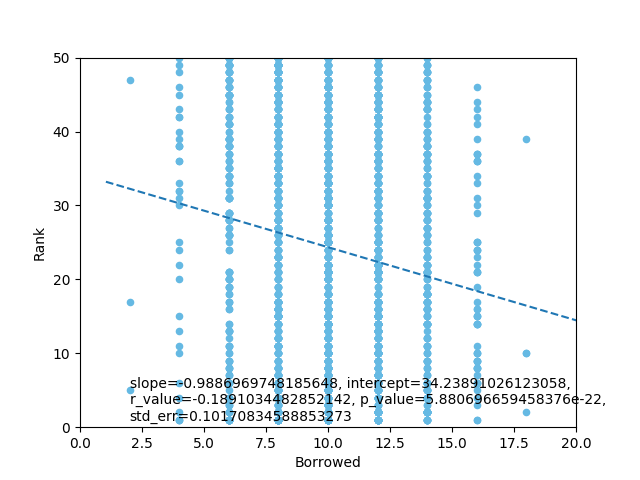 50
40
30
20
10
0
Rank
slope=-0.9886969748185648, intercept=34.23891026123058,
r_value=-0.1891034482852142, p_value=5.880696659458376e-22,
std_err=0.10170834588853273
0.0 2.5 5.0 7.5 10.0 12.5 15.0 17.5 20.0
Borrowed